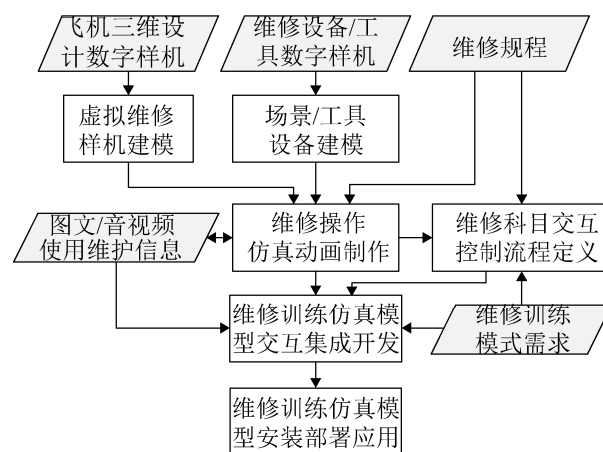 飞机三维设
计数字样机
维修设备/工
具数字样机
维修规程
虚拟维修
样机建模
场景/工具
设备建模
图文/音视频
使用维护信息
维修操作
仿真动画制作
维修科目交互
控制流程定义
维修训练仿真模
型交互集成开发
维修训练
模式需求
维修训练仿真模
型安装部署应用